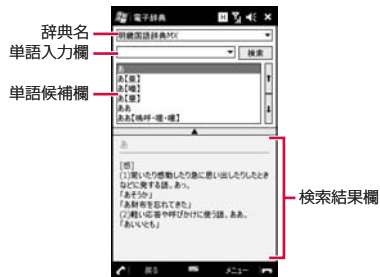 電子辞書
辞典名
明鏡国語辞典MX
単語入力欄
検索
あ
あ【亜】
単語候補欄
あ【唖】
あ【是】
ああ
ああ【嗚呼・噫・嗟】
あ
[感]
(1)驚いたり感動したり急に思い出したりしたとき
などに発する語。あっ。
「あそうか」
「あ財布を忘れてきた」
(2)軽い応答や呼びかけに使う語。ああ。
「あいいとも」
検索結果欄
戻る
メニュー